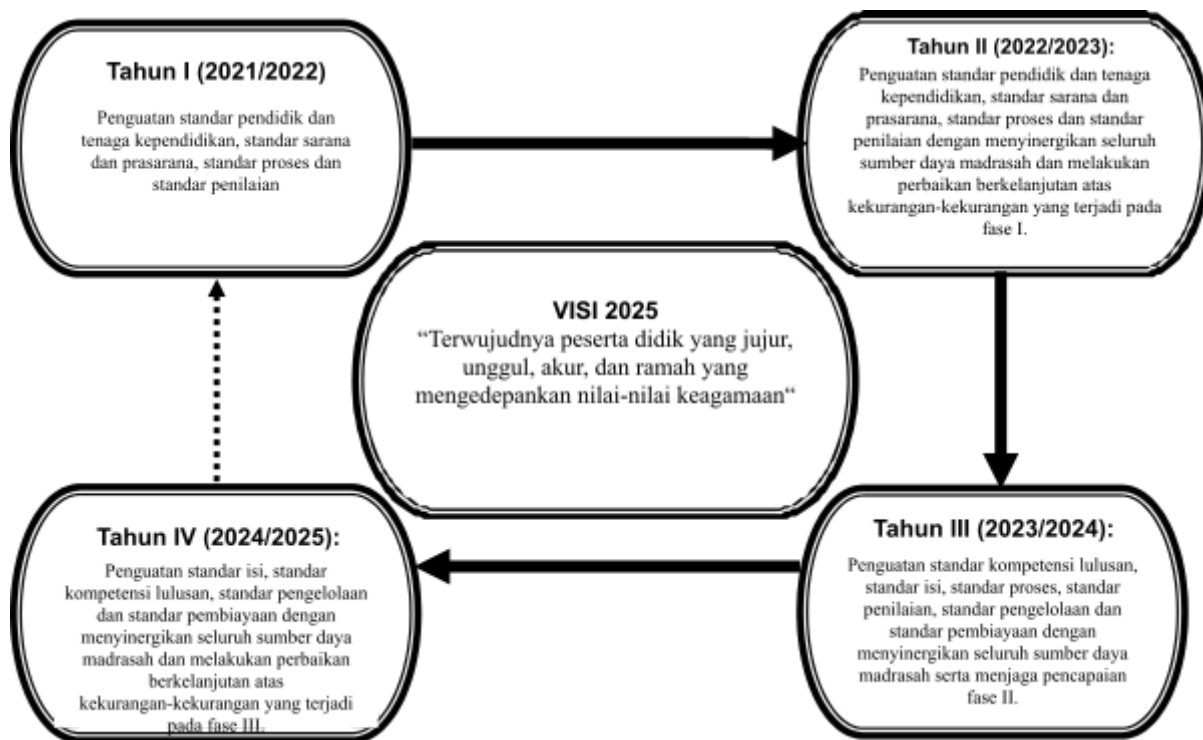 Tahun I (2021/2022)
Penguatan standar pendidik dan
tenaga kependidikan, standar sarana
dan prasarana, standar proses dan
standar penilaian
Tahun II (2022/2023):
Penguatan standar pendidik dan tenaga
kependidikan, standar sarana dan
prasarana, standar proses dan standar
penilaian dengan menyinergikan seluruh
sumber daya madrasah dan melakukan
perbaikan berkelanjutan atas
kekurangan-kekurangan yang terjadi pada
fase I.
VISI 2025
“Terwujudnya peserta didik yang jujur,
unggul, akur, dan ramah yang
mengedepankan nilai-nilai keagamaan“
Tahun IV (2024/2025):
Penguatan standar isi, standar
kompetensi lulusan, standar pengelolaan
dan standar pembiayaan dengan
menyinergikan seluruh sumber daya
madrasah dan melakukan perbaikan
berkelanjutan atas
kekurangan-kekurangan yang terjadi
pada fase III.
Tahun III (2023/2024):
Penguatan standar kompetensi lulusan,
standar isi, standar proses, standar
penilaian, standar pengelolaan dan
standar pembiayaan dengan
menyinergikan seluruh sumber daya
madrasah serta menjaga pencapaian
fase II.